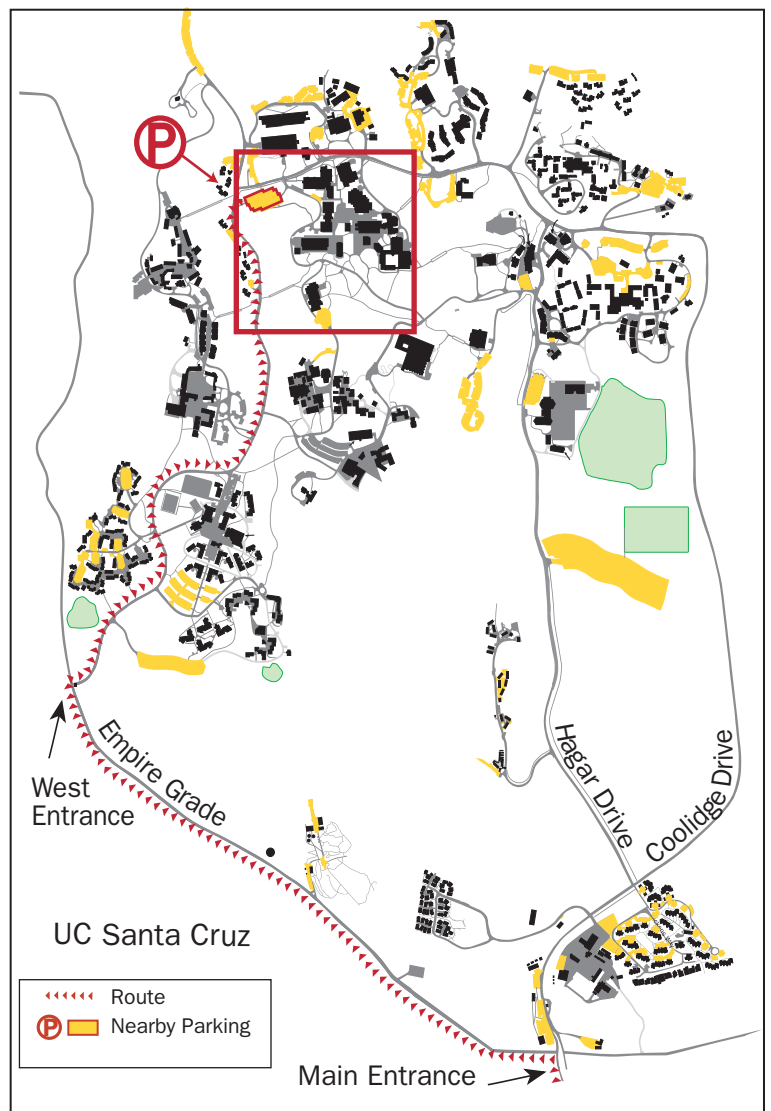 P
Empire Grade
West
Entrance
Hagar Drive
Coolidge Drive
UC Santa Cruz
Route
P Nearby Parking
Main Entrance